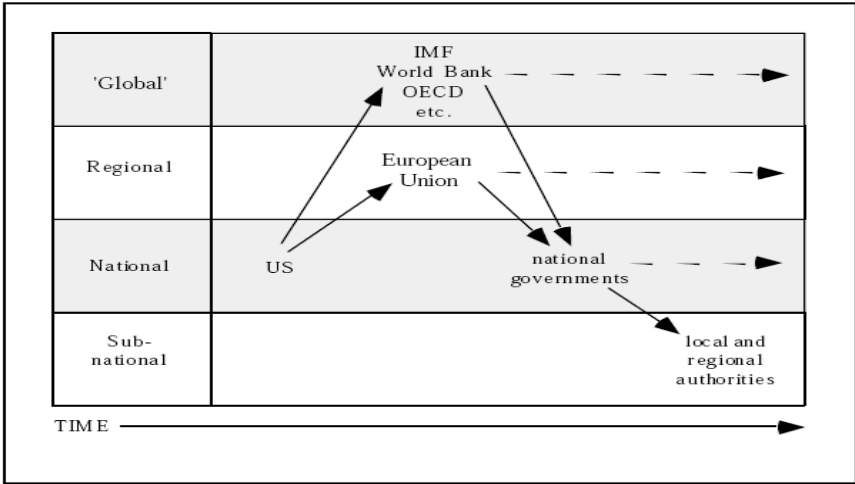 'Global'
IMF
World Bank
OECD
etc.
Regional
European
Union
National
US
national
governments
Sub-
national
local and
regional
authorities
TIME